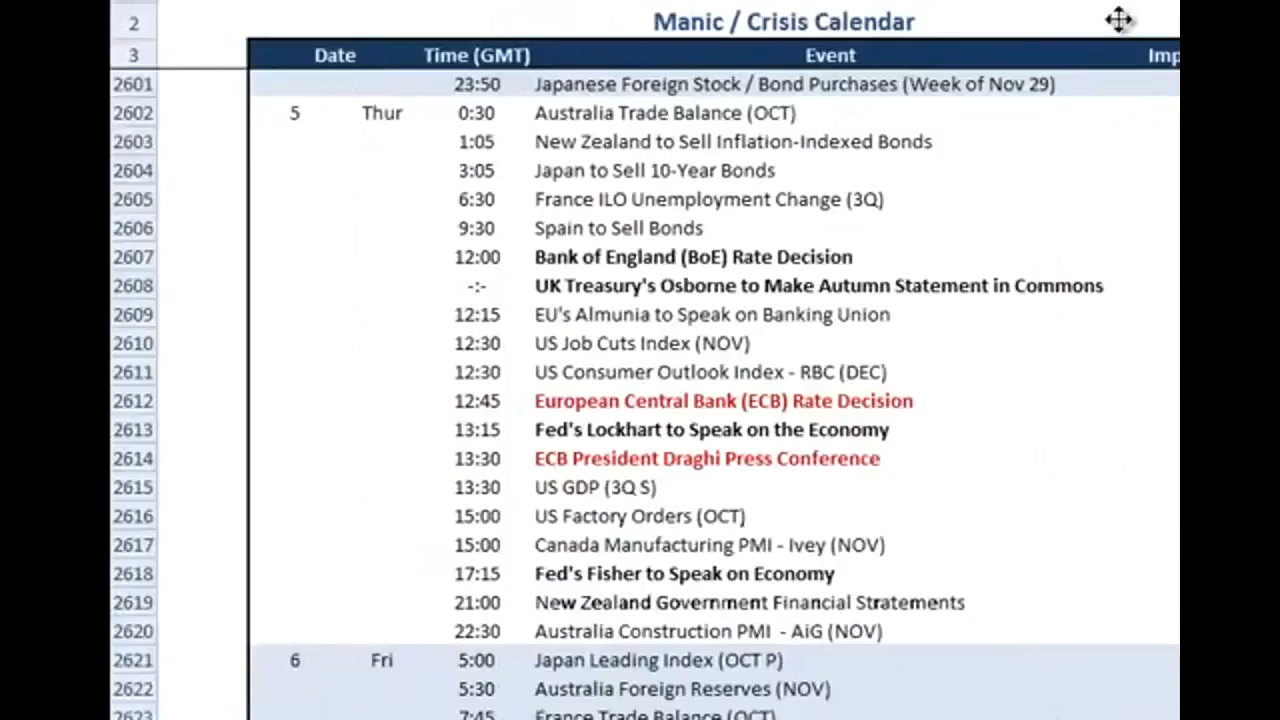 2 Manic / Crisis Calendar
3 Date Time (GMT) Event Imp
2601 23:50 Japanese Foreign Stock / Bond Purchases (Week of Nov 29)
2602 5 Thur 0:30 Australia Trade Balance (OCT)
2603 1:05 New Zealand to Sell Inflation-Indexed Bonds
2604 3:05 Japan to Sell 10-Year Bonds
2605 6:30 France ILO Unemployment Change (3Q)
2606 9:30 Spain to Sell Bonds
2607 12:00 Bank of England (BoE) Rate Decision
2608 -:- UK Treasury's Osborne to Make Autumn Statement in Commons
2609 12:15 EU's Almunia to Speak on Banking Union
2610 12:30 US Job Cuts Index (NOV)
2611 12:30 US Consumer Outlook Index - RBC (DEC)
2612 12:45 European Central Bank (ECB) Rate Decision
2613 13:15 Fed's Lockhart to Speak on the Economy
2614 13:30 ECB President Draghi Press Conference
2615 13:30 US GDP (3Q S)
2616 15:00 US Factory Orders (OCT)
2617 15:00 Canada Manufacturing PMI - Ivey (NOV)
2618 17:15 Fed's Fisher to Speak on Economy
2619 21:00 New Zealand Government Financial Stratements
2620 22:30 Australia Construction PMI - AiG (NOV)
2621 6 Fri 5:00 Japan Leading Index (OCT P)
2622 5:30 Australia Foreign Reserves (NOV)
2623 7:45 France Trade Balance (OCT)